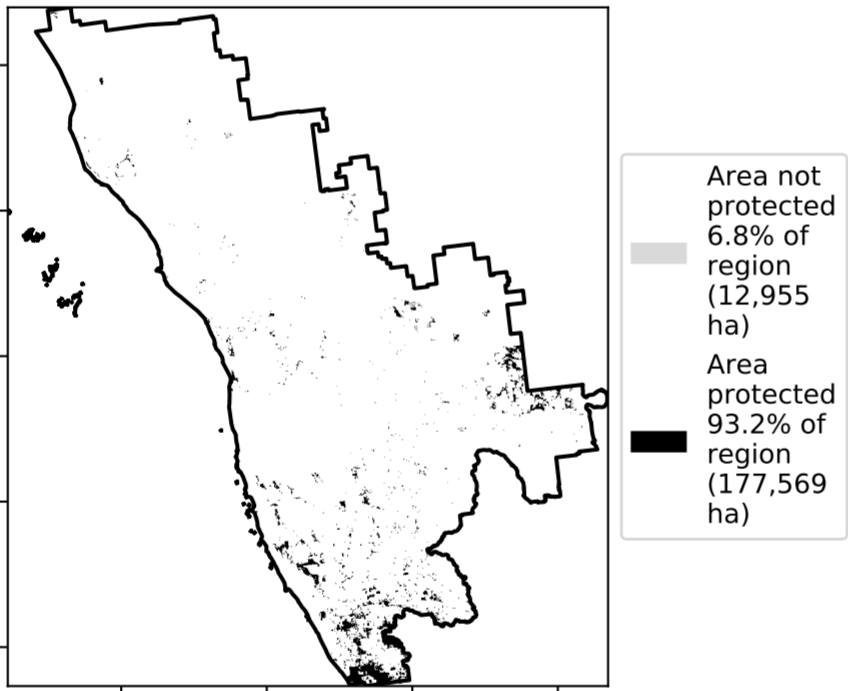 Area not
protected
6.8% of
region
(12,955
ha)
Area
protected
93.2% of
region
(177,569
ha)